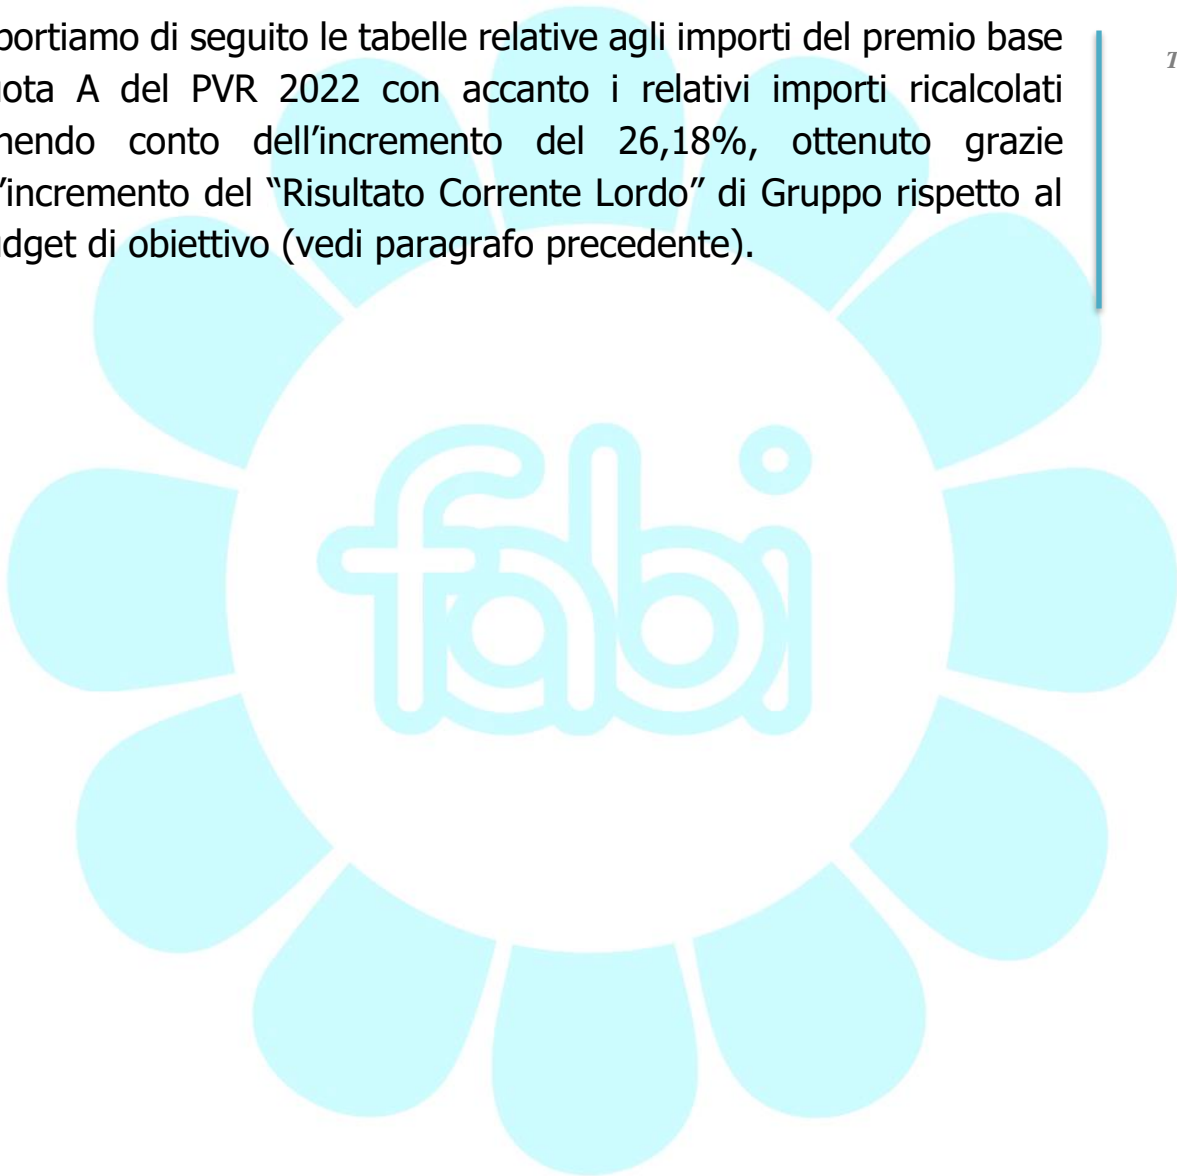 portiamo di seguito le tabelle relative agli importi del premio base
ota A del PVR 2022 con accanto i relativi importi ricalcolati
nendo conto dell’incremento del 26,18%, ottenuto grazie
l’incremento del “Risultato Corrente Lordo” di Gruppo rispetto al
dget di obiettivo (vedi paragrafo precedente).
T
fabi